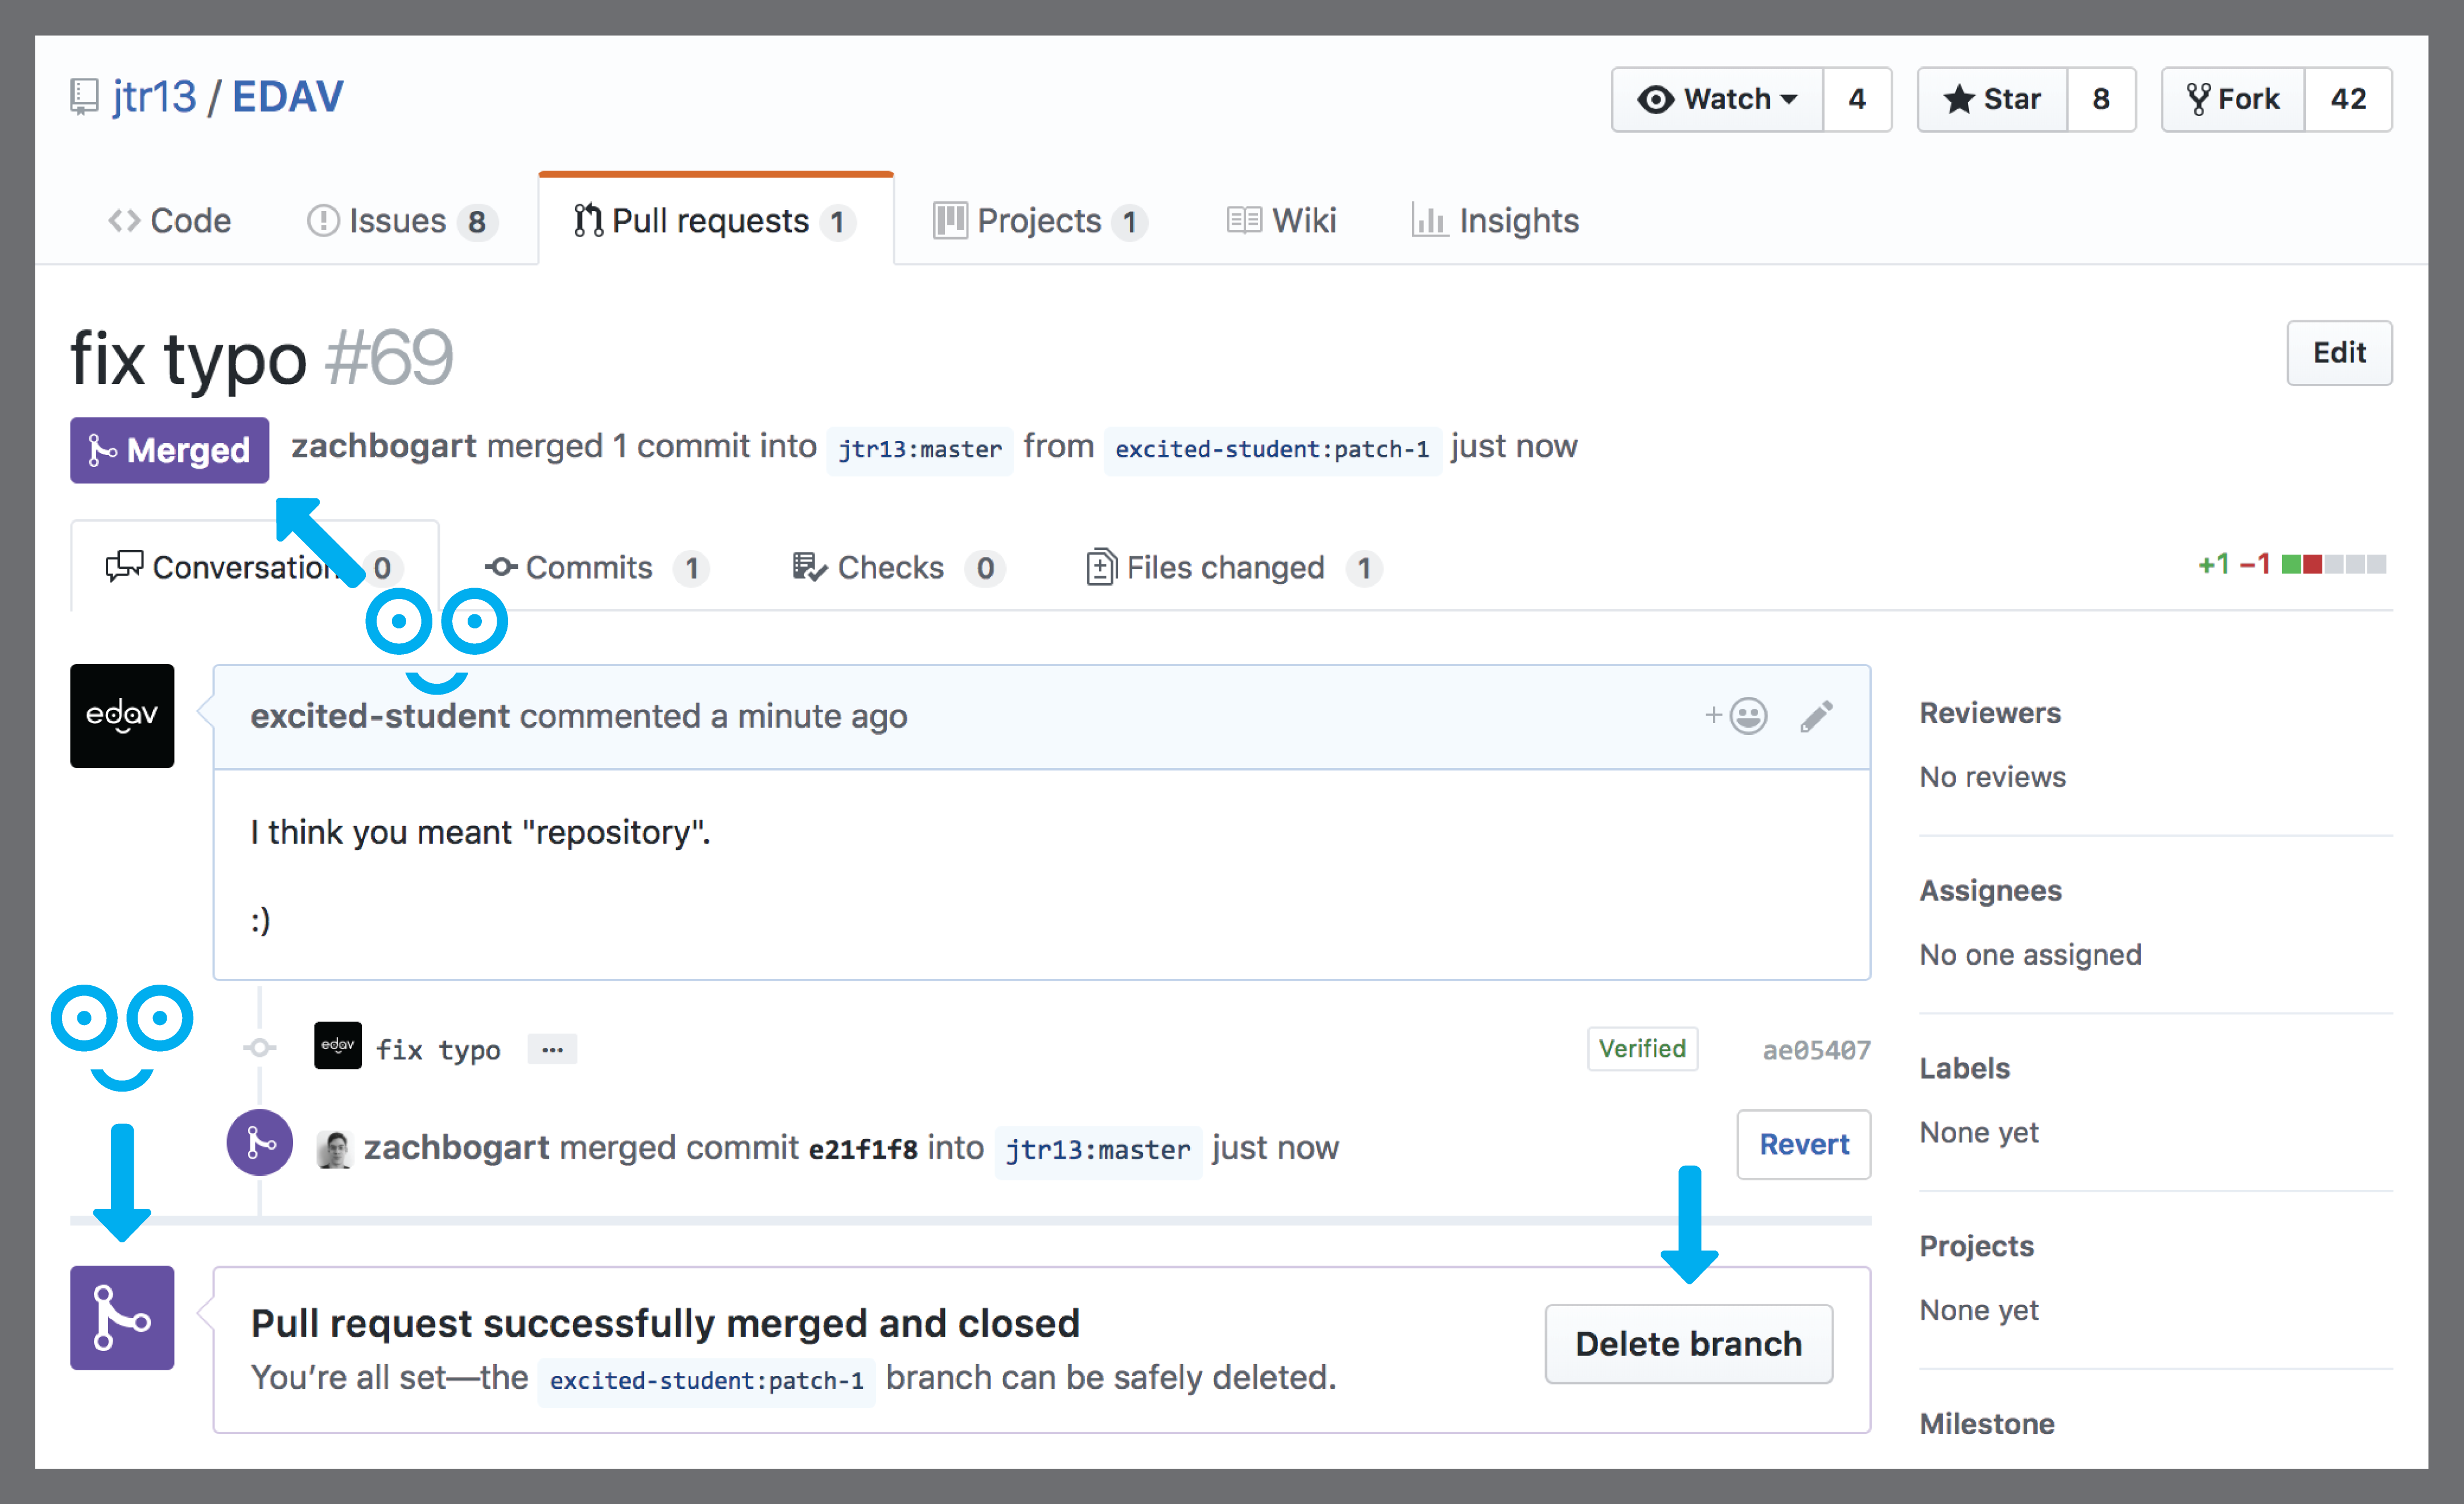 jtr13 / EDAV
Watch 4 Star 8 Fork 42
Code Issues 8 Pull requests 1 Projects 1 Wiki Insights
fix typo #69
Edit
Merged zachbogart merged 1 commit into jtr13:master from excited-student:patch-1 just now
Conversation 0 Commits 1 Checks 0 Files changed 1 +1 −1
edav
excited-student commented a minute ago
I think you meant "repository".
:)
edav fix typo ... Verified ae05407
zachbogart merged commit e21f1f8 into jtr13:master just now Revert
Pull request successfully merged and closed
You’re all set—the excited-student:patch-1 branch can be safely deleted.
Delete branch
Reviewers
No reviews
Assignees
No one assigned
Labels
None yet
Projects
None yet
Milestone